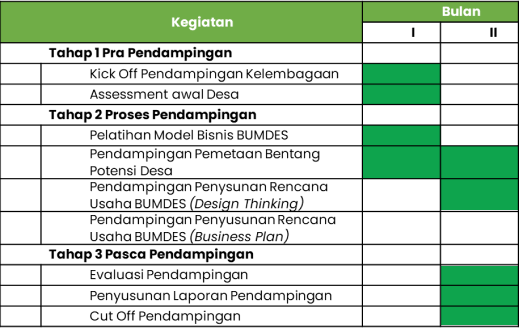 Kegiatan
Bulan
I
II
Tahap 1 Pra Pendampingan
Kick Off Pendampingan Kelembagaan
Assessment awal Desa
Tahap 2 Proses Pendampingan
Pelatihan Model Bisnis BUMDES
Pendampingan Pemetaan Bentang
Potensi Desa
Pendampingan Penysunan Rencana
Usaha BUMDES (Design Thinking)
Pendampingan Penyusunan Rencana
Usaha BUMDES (Business Plan)
Tahap 3 Pasca Pendampingan
Evaluasi Pendampingan
Penyusunan Laporan Pendampingan
Cut Off Pendampingan